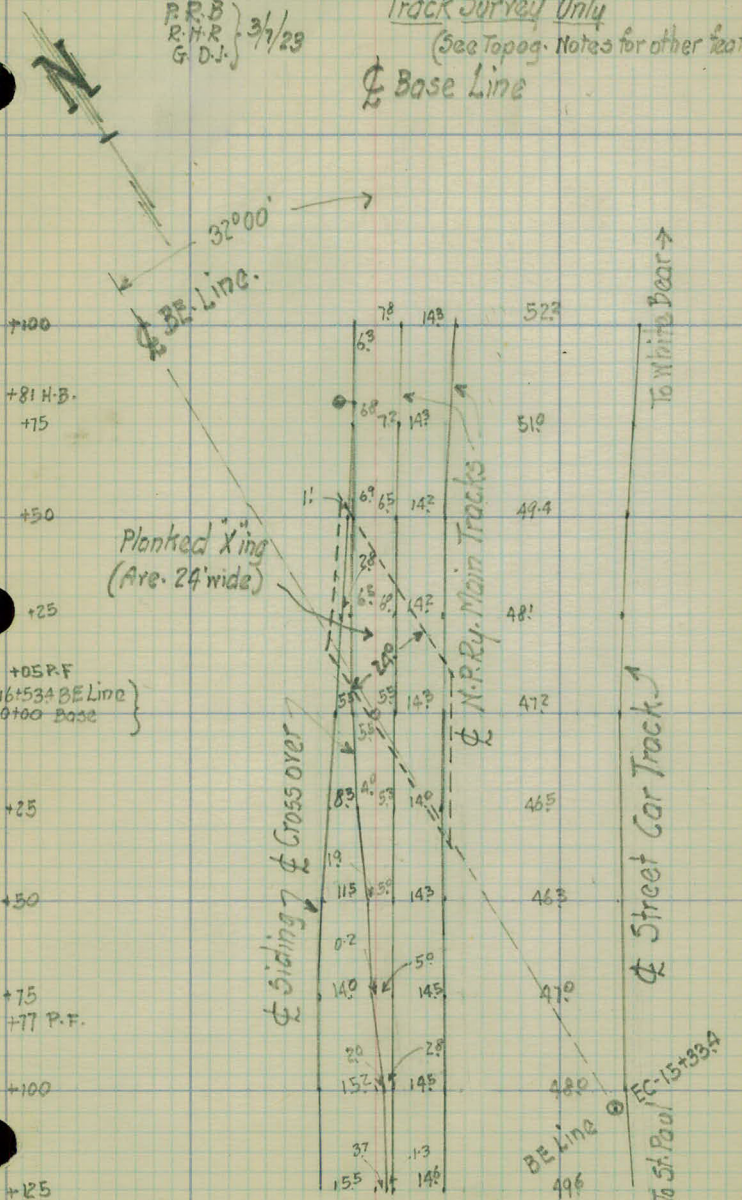 P.R.B
R.H.R
G.D.J. } 3/7/23
Track Survey Only
(See Topog. Notes for other feat
℄ Base Line
N
32°00'
℄ BE. Line.
+100
7.8
14.3
52.3
6.3
To White Bear →
+81 H.B.
6.8
+75
7.2
14.3
51.0
1.'
6.9
6.5
14.2
49.4
+50
Planked "X"ing
(Are. 24' wide)
2.8
6.2
6.8
14.2
48.1
+25
24.0
℄ N.P.Ry. Main Tracks
+05 P.F
16+53.4 BE Line
0+00 Base }
5.5
5.5
14.3
47.2
5.5
℄ Siding
℄ Crossover
℄ Street Car Track
+25
8.3
4.0
5.3
14.0
46.5
1.9
+50
11.5
5.0
14.3
46.3
0.2
5.0
+75
14.0
14.5
47.0
+77 P.F.
2.0
2.8
+100
15.2
14.5
48.0
EC-15+33.4
BE Line
To St. Paul
3.7
1.3
+125
15.5
14.6
49.6